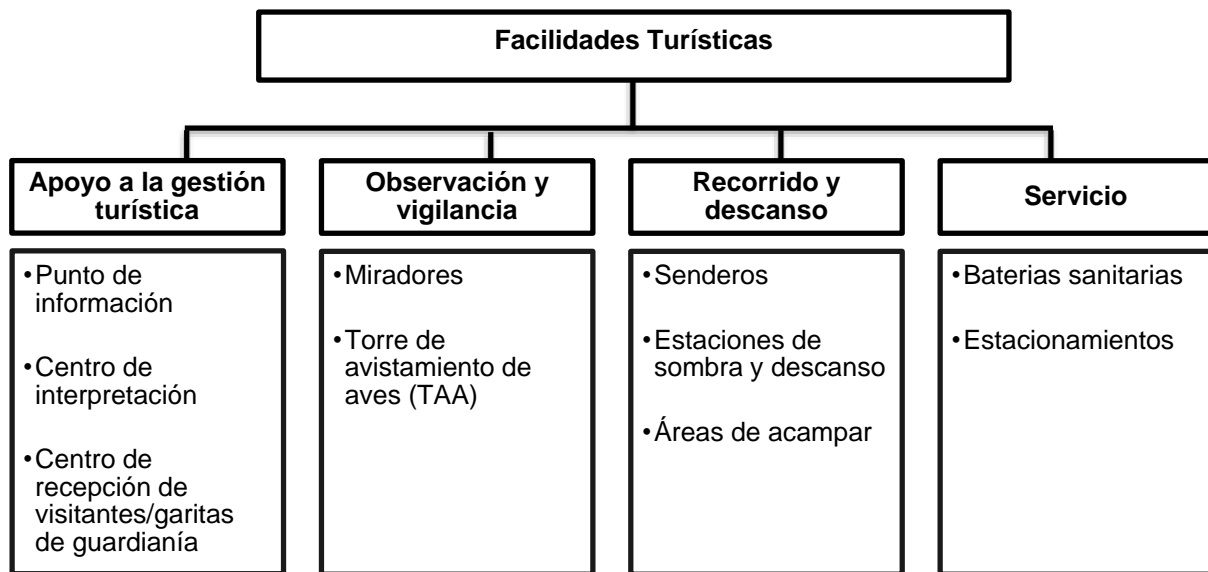 Facilidades Turísticas
Apoyo a la gestión
turística
•Punto de
información
•Centro de
interpretación
•Centro de
recepción de
visitantes/garitas
de guardianía
Observación y
vigilancia
•Miradores
•Torre de
avistamiento de
aves (TAA)
Recorrido y
descanso
•Senderos
•Estaciones de
sombra y descanso
•Áreas de acampar
Servicio
•Baterias sanitarias
•Estacionamientos